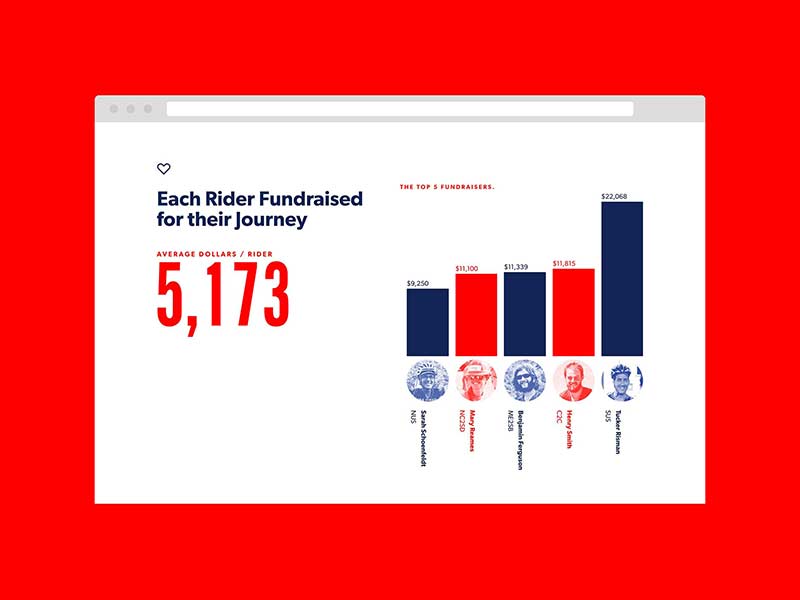 Each Rider Fundraised
for their Journey
AVERAGE DOLLARS / RIDER
5,173
THE TOP 5 FUNDRAISERS.
$9,250
$11,100
$11,339
$11,815
$22,068
Sarah Schoenfeldt
NUS
Mary Reames
NC2SD
Benjamin Ferguson
ME2SB
Henry Smith
C2C
Tucker Risman
SUS